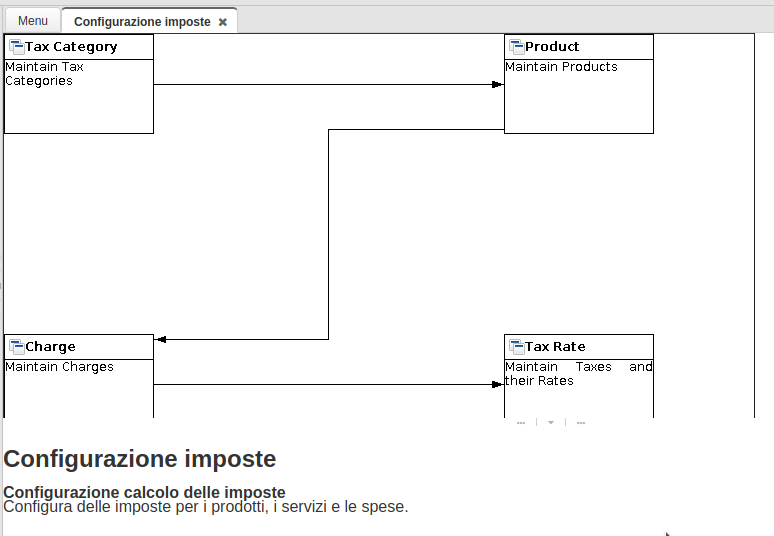 Menu
Configurazione imposte
Tax Category
Maintain Tax
Categories
Product
Maintain Products
Charge
Maintain Charges
Tax Rate
Maintain Taxes and
their Rates
Configurazione imposte
Configurazione calcolo delle imposte
Configura delle imposte per i prodotti, i servizi e le spese.